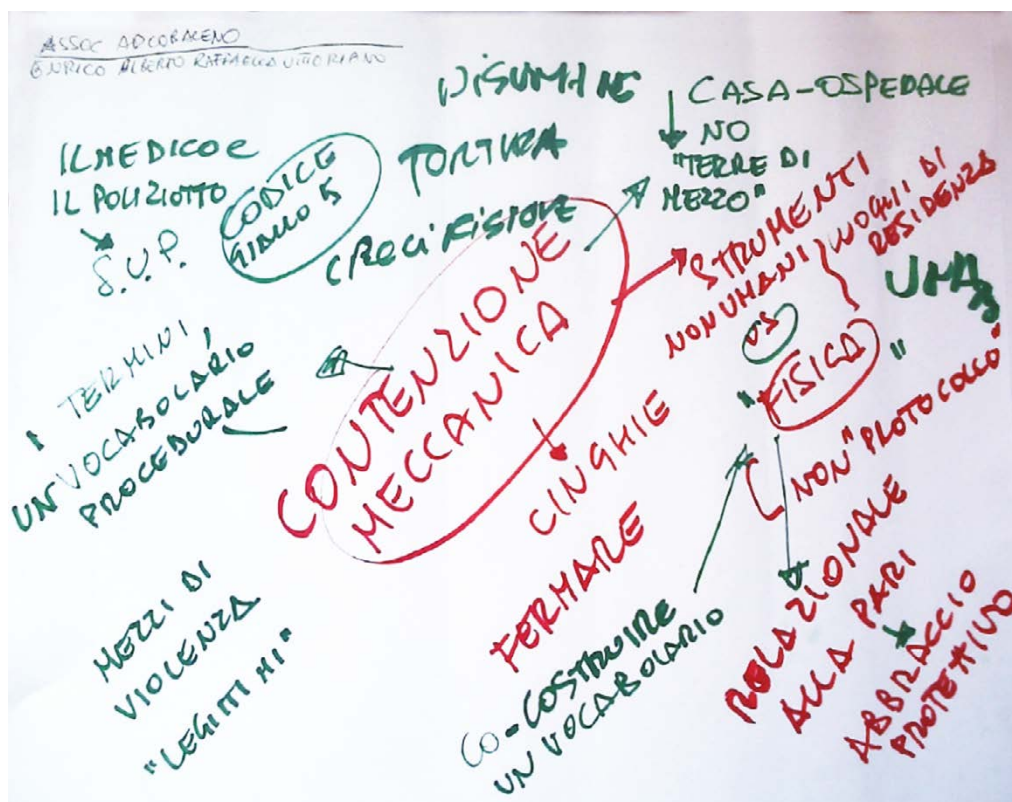 ASSOC ADCOBALENO
ENRICO ALBERTO RAFFAELLA VITTORIANO
DISUMANE
CASA-OSPEDALE
NO
"TERRE DI
MEZZO"
IL MEDICO e
IL POLIZIOTTO
S.U.P.
CODICE
GIALLO 5
TORTURA
CROCIFISSIONE
STRUMENTI
NON UMANI
LUOGHI DI
RESIDENZA
VS
UMA
"FISICA"
NON "PROTOCOLLO"
I TERMINI,
UN VOCABOLARIO
PROCEDURALE
CONTENZIONE
MECCANICA
CINGHIE
FERMARE
MEZZI DI
VIOLENZA
"LEGITTIMI"
CO-COSTRUIRE
UN VOCABOLARIO
RELAZIONALE
ALLA PARI
ABBRACCIO
PROTETTIVO